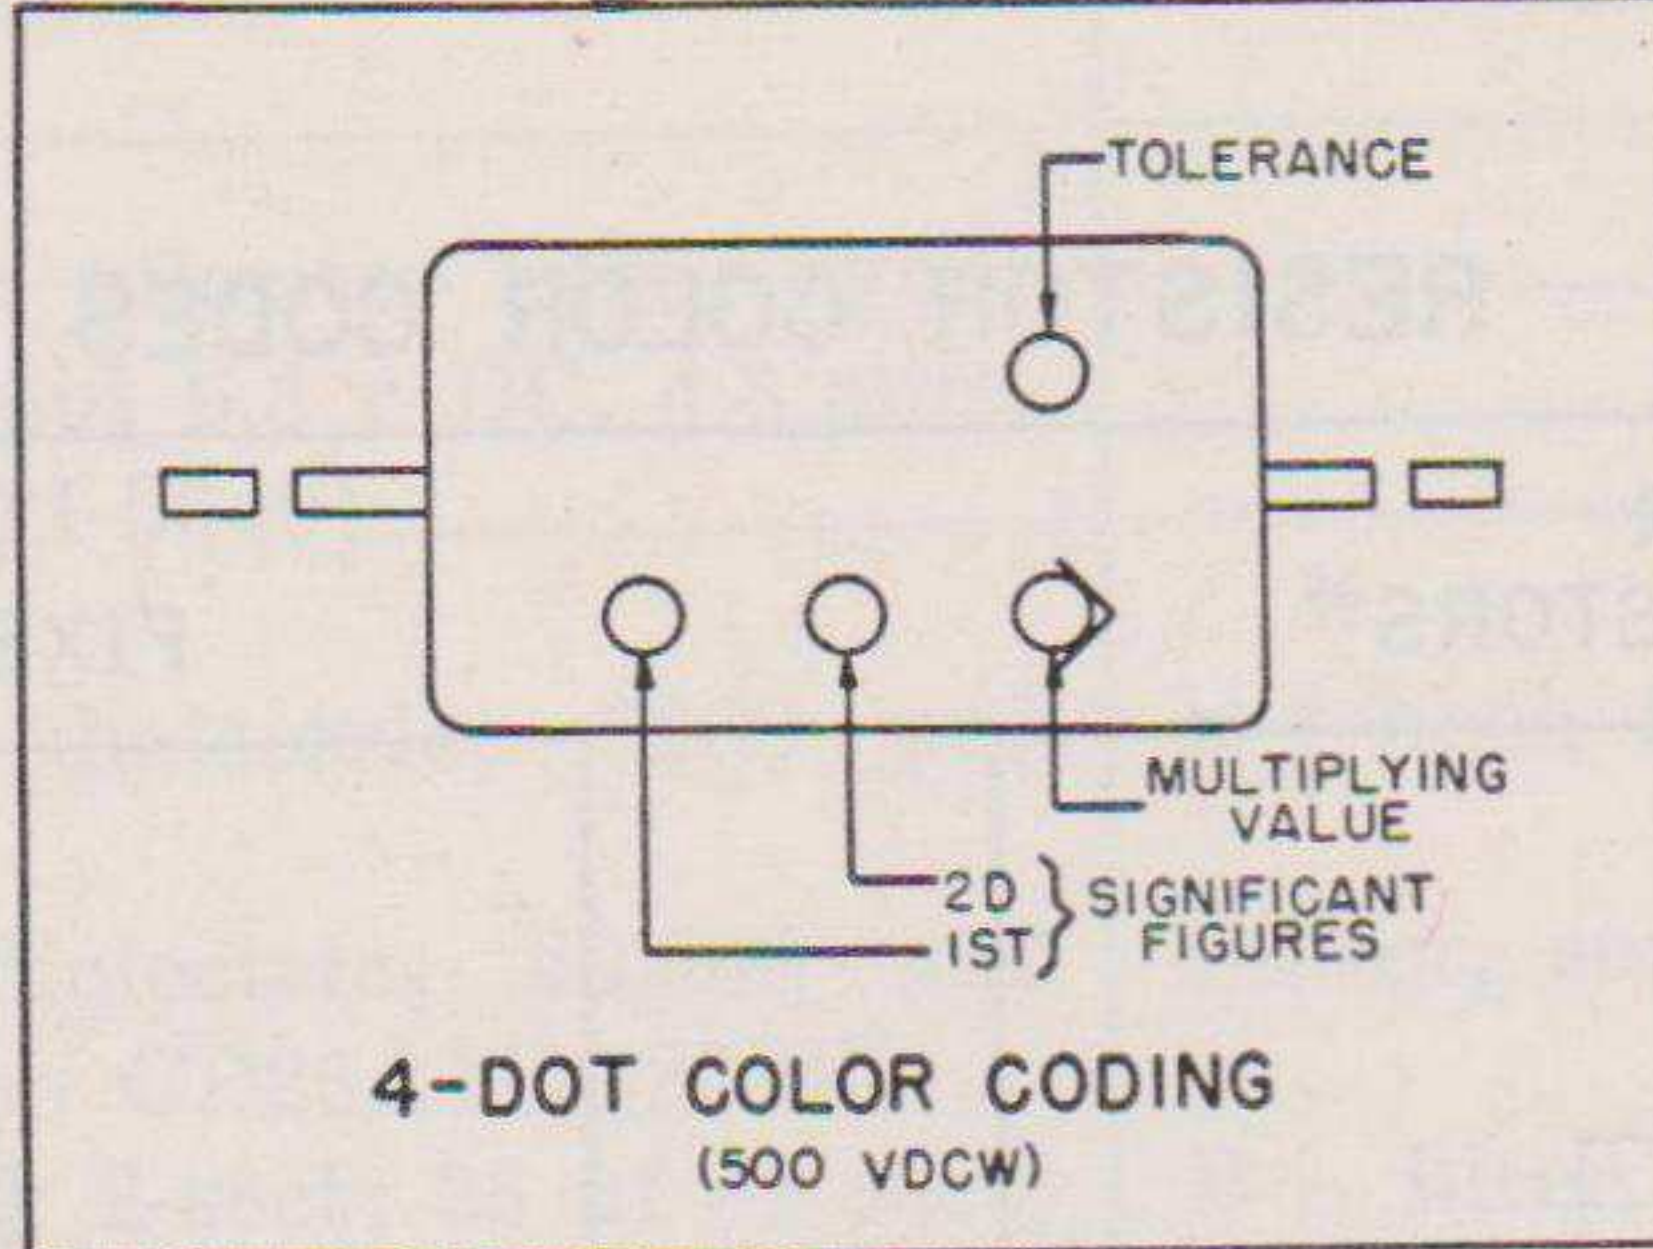 TOLERANCE
MULTIPLYING
VALUE
2D
1ST
SIGNIFICANT
FIGURES
4-DOT COLOR CODING
(500 VDCW)